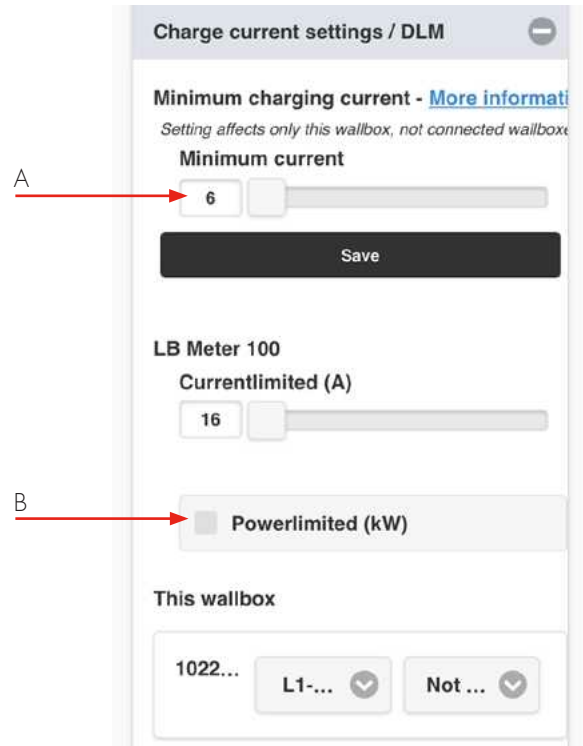 Charge current settings / DLM
Minimum charging current - More informati
Setting affects only this wallbox, not connected wallboxe
Minimum current
A
6
Save
LB Meter 100
Currentlimited (A)
16
B
Powerlimited (kW)
This wallbox
1022...
L1-...
Not ...